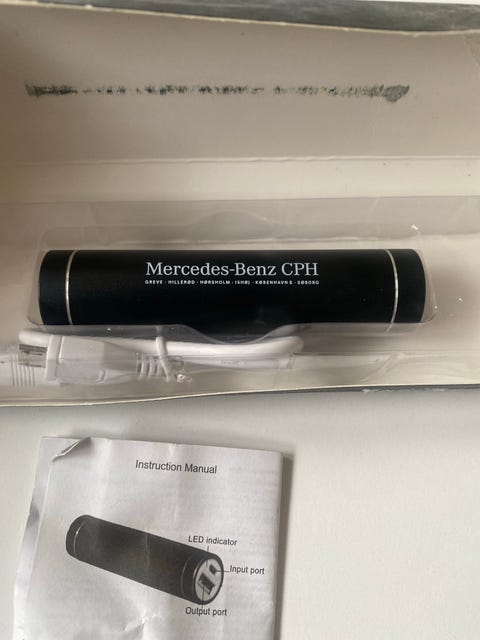 Mercedes-Benz CPH
GREVE · HILLERØD · HØRSHOLM · ISHØJ · KØBENHAVN S · SØBORG
Instruction Manual
LED indicator
Input port
Output port